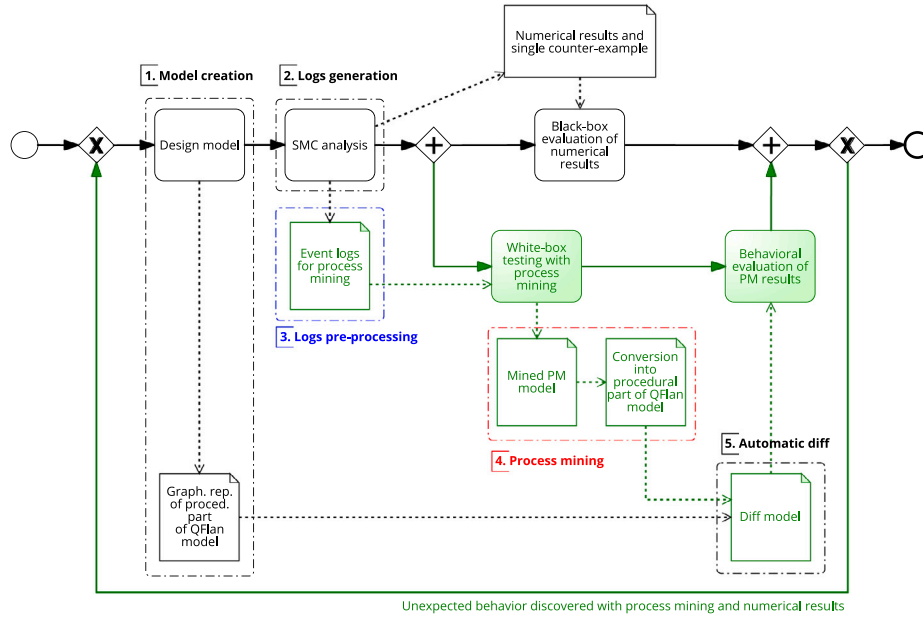 Numerical results and
single counter-example
1. Model creation
2. Logs generation
Design model
SMC analysis
Black-box
evaluation of
numerical
results
X
+
+
X
Event logs
for process
mining
White-box
testing with
process
mining
Behavioral
evaluation of
PM results
3. Logs pre-processing
Mined PM
model
Conversion
into
procedural
part of QFlan
model
4. Process mining
5. Automatic diff
Graph. rep.
of proced.
part
of QFlan
model
Diff model
Unexpected behavior discovered with process mining and numerical results